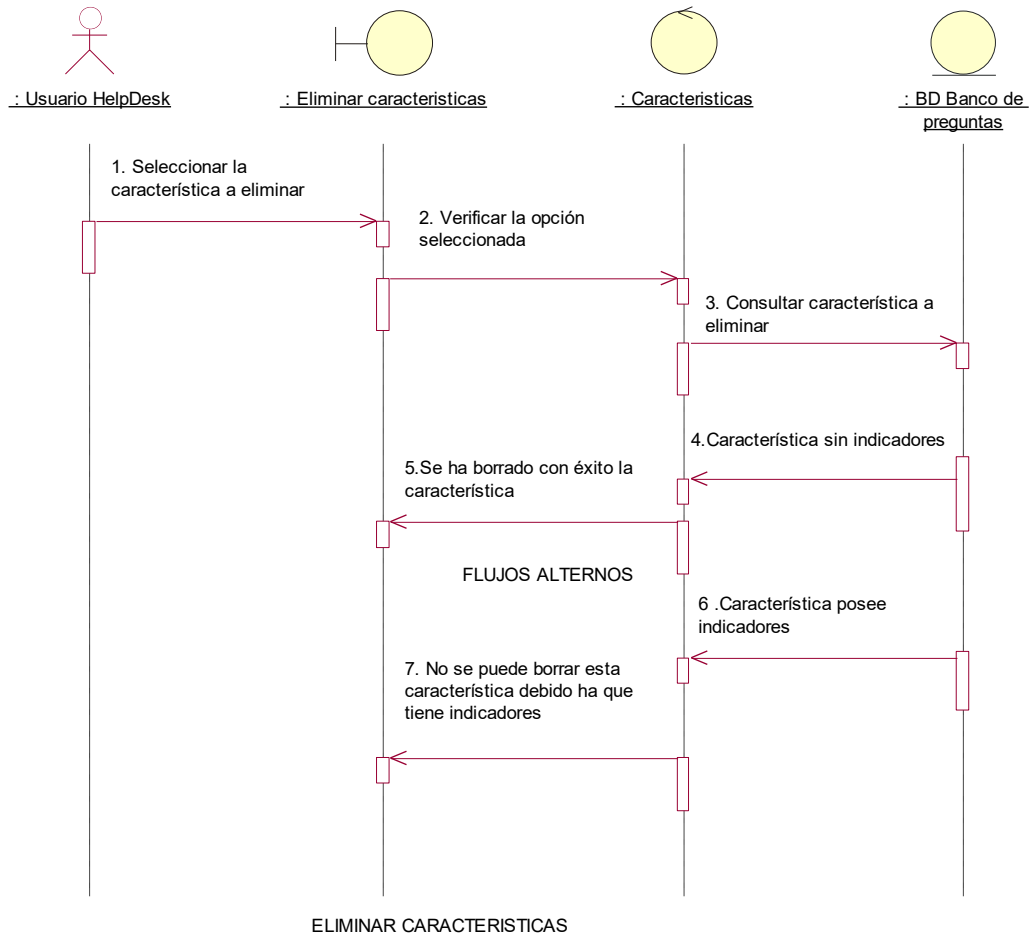 : Usuario HelpDesk
: Eliminar caracteristicas
: Caracteristicas
: BD Banco de
preguntas
1. Seleccionar la
característica a eliminar
2. Verificar la opción
seleccionada
3. Consultar característica a
eliminar
4.Característica sin indicadores
5.Se ha borrado con éxito la
característica
FLUJOS ALTERNOS
6 .Característica posee
indicadores
7. No se puede borrar esta
característica debido ha que
tiene indicadores
ELIMINAR CARACTERISTICAS